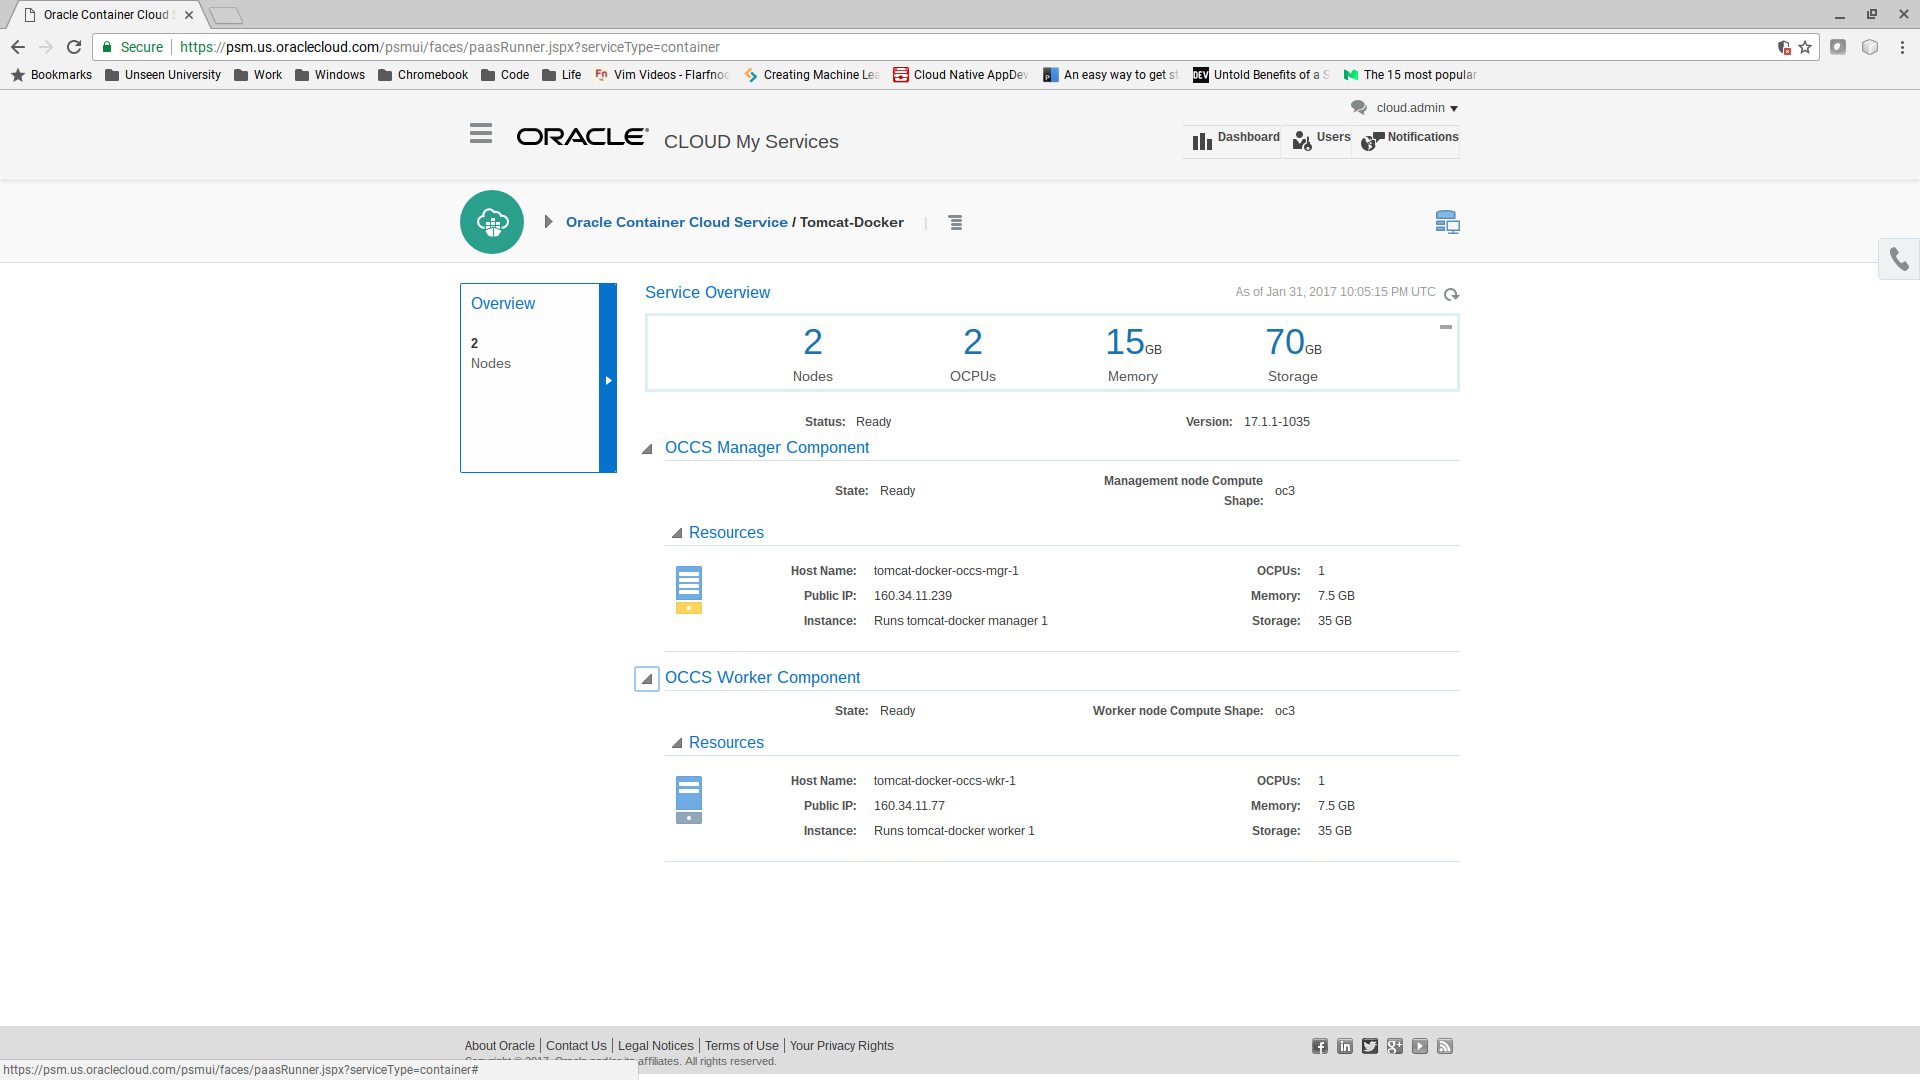 Oracle Container Cloud S
Secure https://psm.us.oraclecloud.com/psmui/faces/paasRunner.jspx?serviceType=container
Bookmarks Unseen University Work Windows Chromebook Code Life Fn Vim Videos - Flarfnoo Creating Machine Lea Cloud Native AppDev An easy way to get st DEV Untold Benefits of a S The 15 most popular
cloud.admin
ORACLE CLOUD My Services
Dashboard Users Notifications
Oracle Container Cloud Service / Tomcat-Docker
Overview
2
Nodes
Service Overview As of Jan 31, 2017 10:05:15 PM UTC
2 2 15GB 70GB
Nodes OCPUs Memory Storage
Status: Ready Version: 17.1.1-1035
OCCS Manager Component
State: Ready Management node Compute Shape: oc3
Resources
Host Name: tomcat-docker-occs-mgr-1 OCPUs: 1
Public IP: 160.34.11.239 Memory: 7.5 GB
Instance: Runs tomcat-docker manager 1 Storage: 35 GB
OCCS Worker Component
State: Ready Worker node Compute Shape: oc3
Resources
Host Name: tomcat-docker-occs-wkr-1 OCPUs: 1
Public IP: 160.34.11.77 Memory: 7.5 GB
Instance: Runs tomcat-docker worker 1 Storage: 35 GB
About Oracle | Contact Us | Legal Notices | Terms of Use | Your Privacy Rights
Copyright © 2017, Oracle and/or its affiliates. All rights reserved.
https://psm.us.oraclecloud.com/psmui/faces/paasRunner.jspx?serviceType=container#